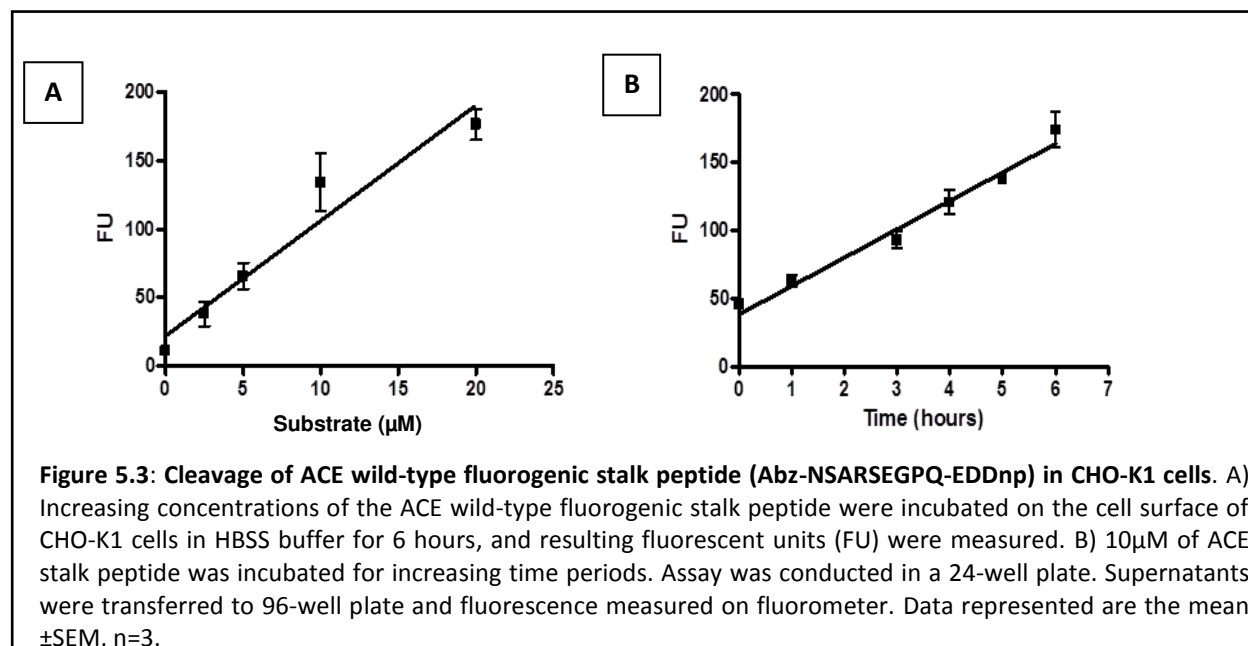 A
200
150
100
50
0
FU
0 5 10 15 20 25
Substrate (µM)
B
200
150
100
50
0
FU
0 1 2 3 4 5 6 7
Time (hours)
Figure 5.3: Cleavage of ACE wild-type fluorogenic stalk peptide (Abz-NSARSEGPQ-EDDnp) in CHO-K1 cells. A)
Increasing concentrations of the ACE wild-type fluorogenic stalk peptide were incubated on the cell surface of
CHO-K1 cells in HBSS buffer for 6 hours, and resulting fluorescent units (FU) were measured. B) 10µM of ACE
stalk peptide was incubated for increasing time periods. Assay was conducted in a 24-well plate. Supernatants
were transferred to 96-well plate and fluorescence measured on fluorometer. Data represented are the mean
±SEM, n=3.